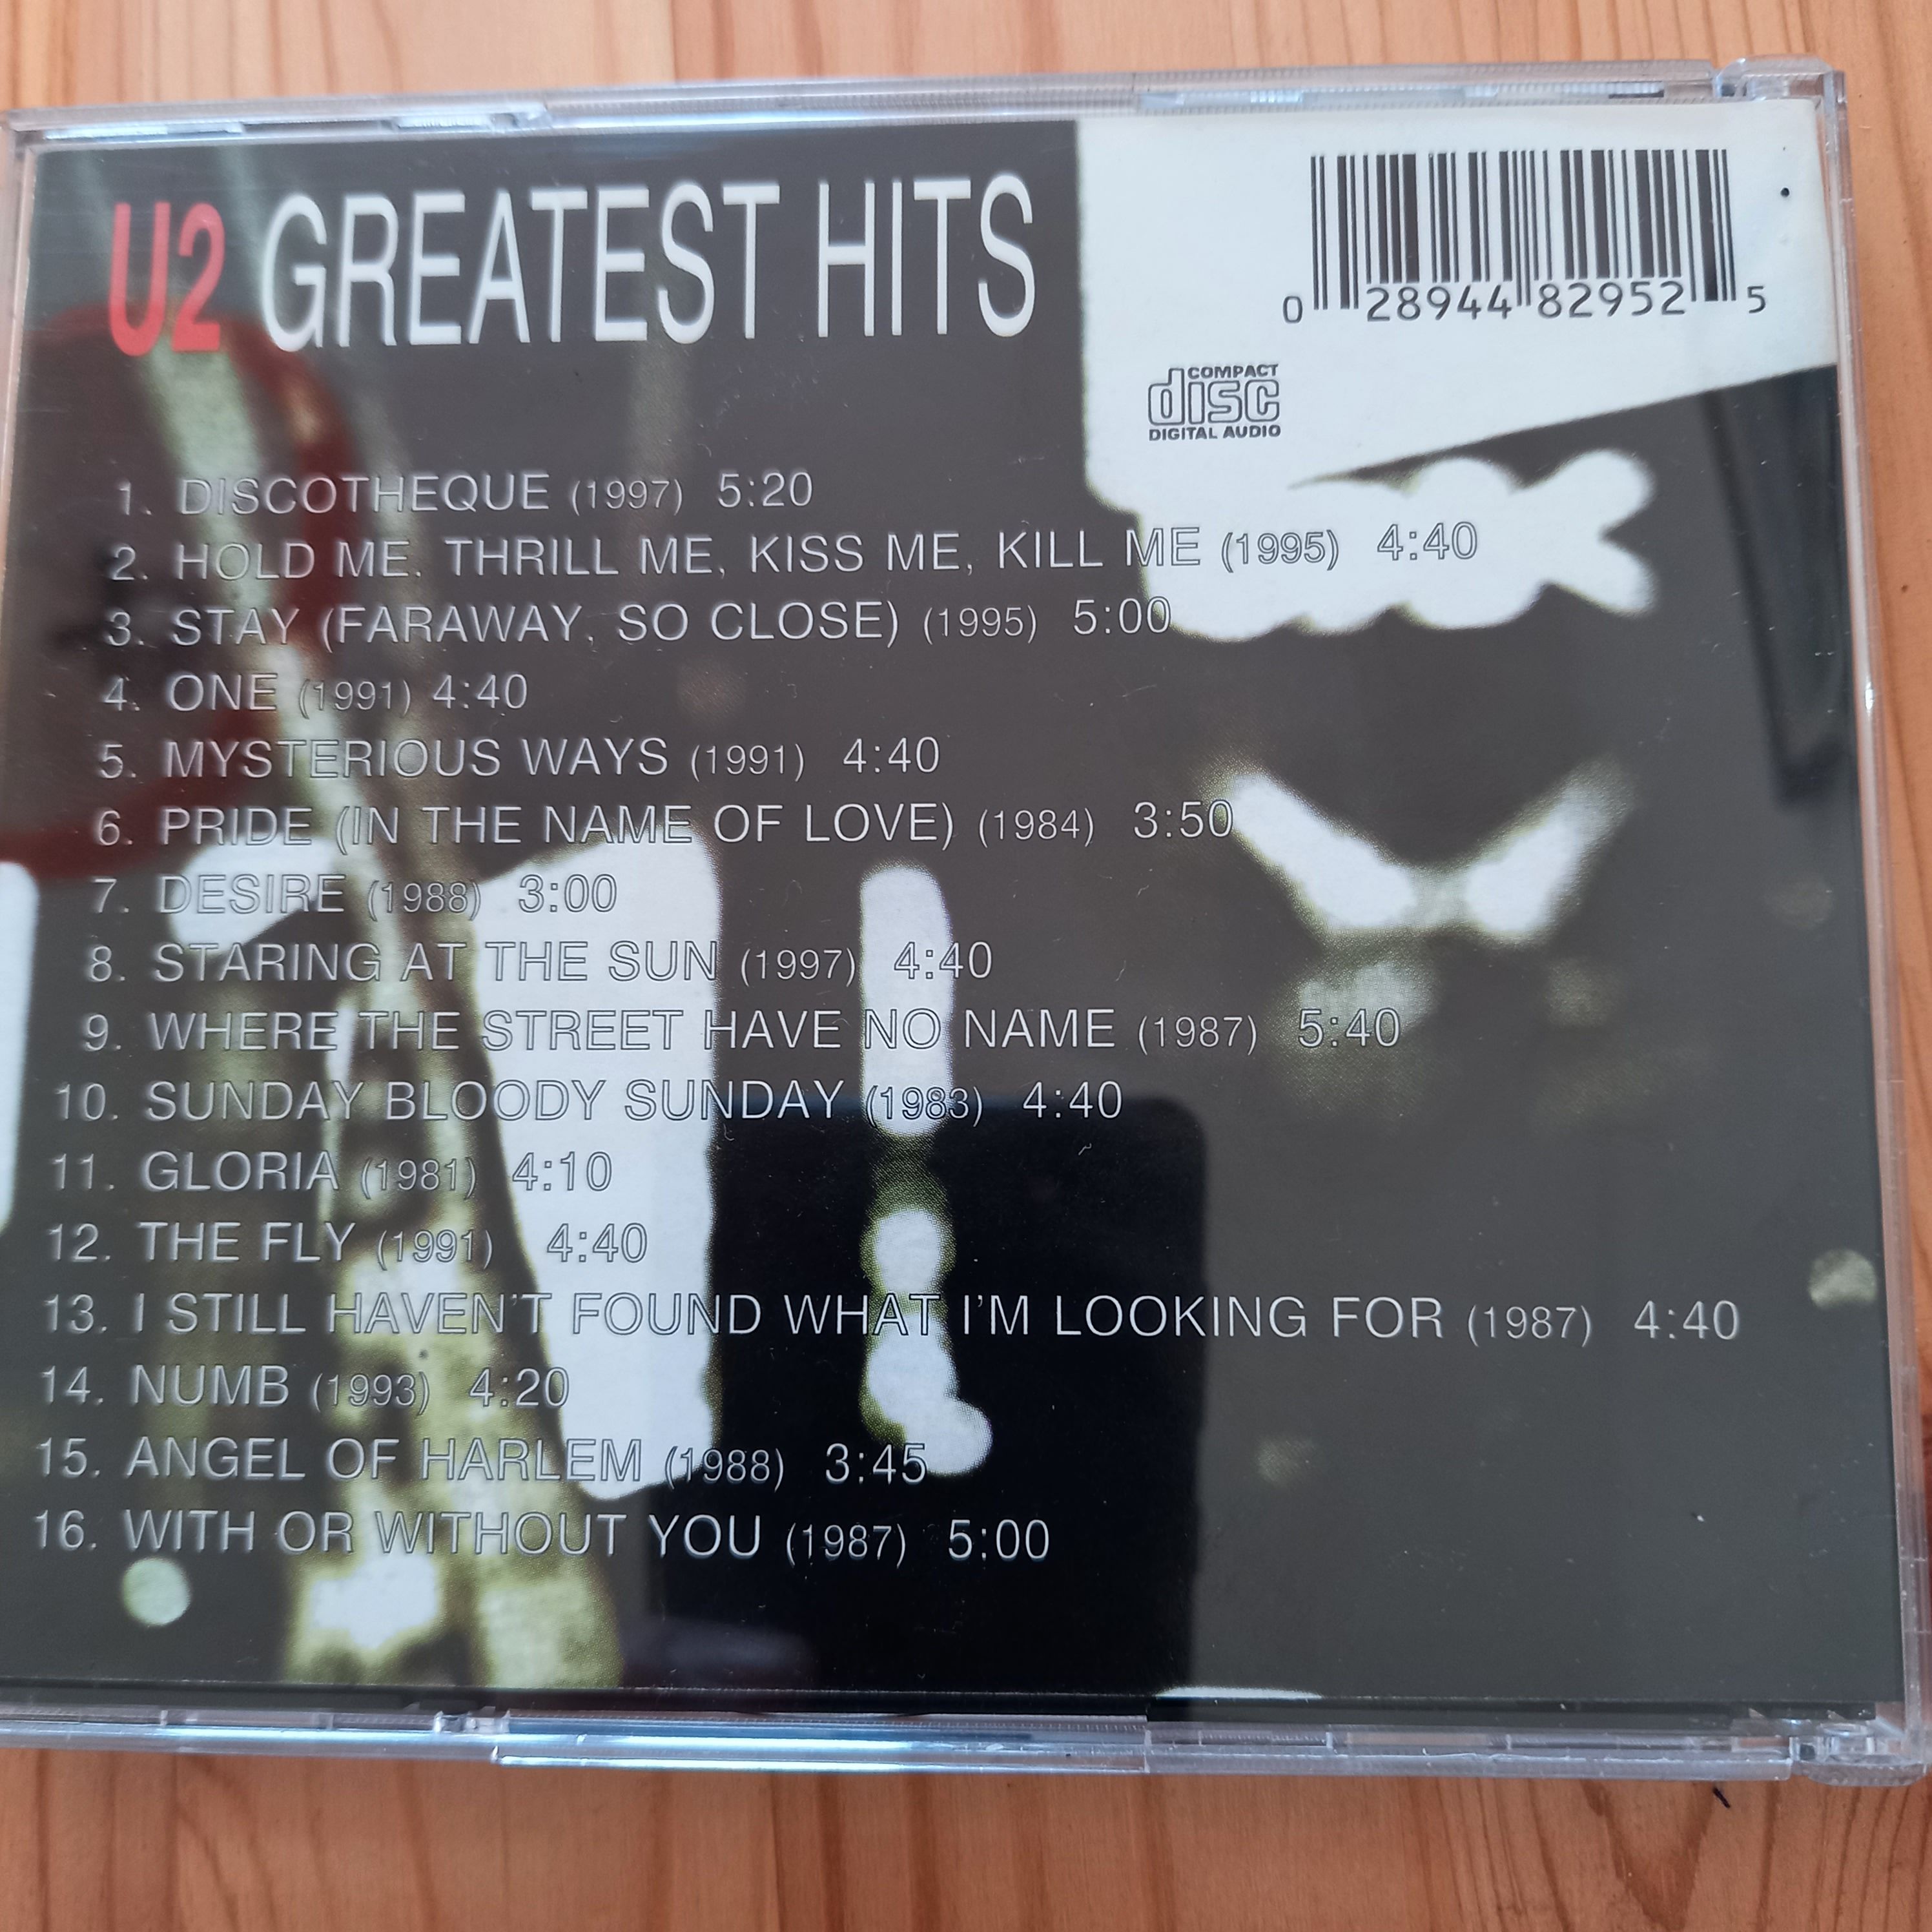 U2 GREATEST HITS
0 28944 82952 5
COMPACT
disc
DIGITAL AUDIO
1. DISCOTHEQUE (1997) 5:20
2. HOLD ME. THRILL ME, KISS ME, KILL ME (1995) 4:40
3. STAY (FARAWAY, SO CLOSE) (1995) 5:00
4. ONE (1991) 4:40
5. MYSTERIOUS WAYS (1991) 4:40
6. PRIDE (IN THE NAME OF LOVE) (1984) 3:50
7. DESIRE (1988) 3:00
8. STARING AT THE SUN (1997) 4:40
9. WHERE THE STREET HAVE NO NAME (1987) 5:40
10. SUNDAY BLOODY SUNDAY (1983) 4:40
11. GLORIA (1981) 4:10
12. THE FLY (1991) 4:40
13. I STILL HAVEN'T FOUND WHAT I'M LOOKING FOR (1987) 4:40
14. NUMB (1993) 4:20
15. ANGEL OF HARLEM (1988) 3:45
16. WITH OR WITHOUT YOU (1987) 5:00